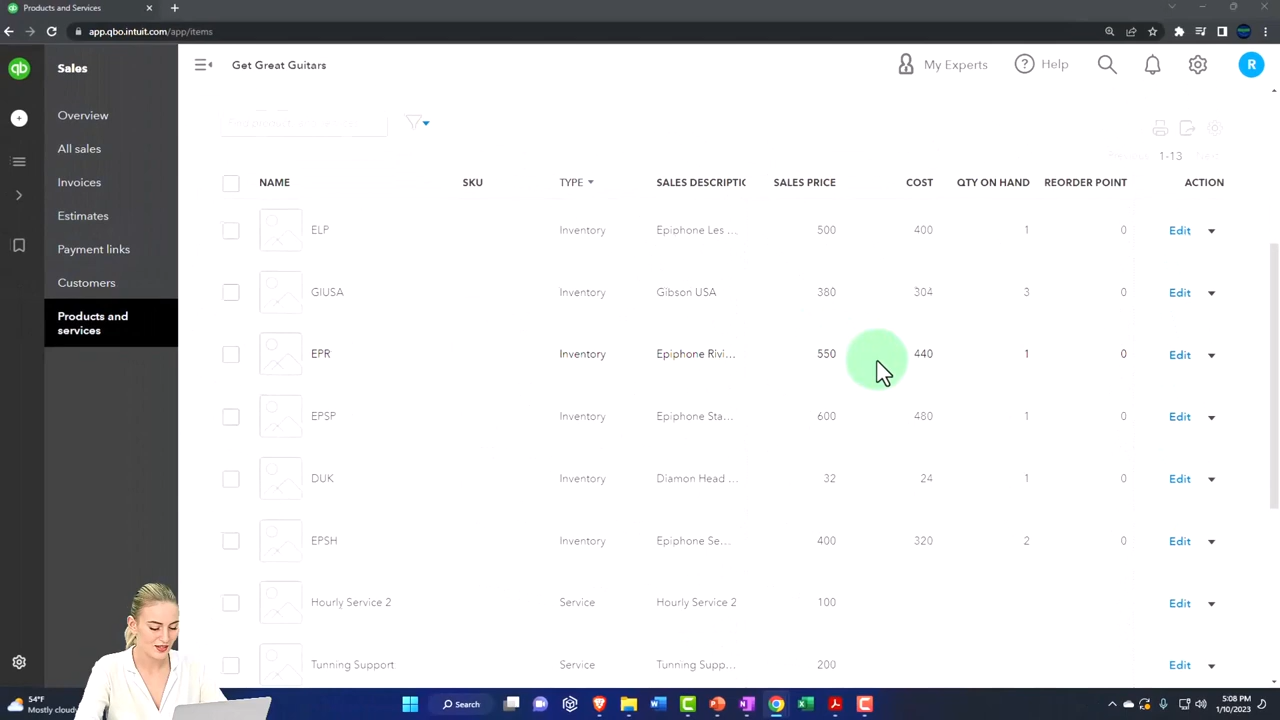 Products and Services
app.qbo.intuit.com/app/items
Sales
Get Great Guitars
My Experts
Help
R
Overview
All sales
Invoices
Estimates
Payment links
Customers
Products and
services
1-13
NAME SKU TYPE SALES DESCRIPTIC SALES PRICE COST QTY ON HAND REORDER POINT ACTION
ELP Inventory Epiphone Les ... 500 400 1 0 Edit
GIUSA Inventory Gibson USA 380 304 3 0 Edit
EPR Inventory Epiphone Rivi... 550 440 1 0 Edit
EPSP Inventory Epiphone Sta... 600 480 1 0 Edit
DUK Inventory Diamon Head ... 32 24 1 0 Edit
EPSH Inventory Epiphone Se... 400 320 2 0 Edit
Hourly Service 2 Service Hourly Service 2 100 Edit
Tunning Support Service Tunning Supp... 200 Edit
54°F
Mostly cloudy
Search
5:08 PM
1/10/2023